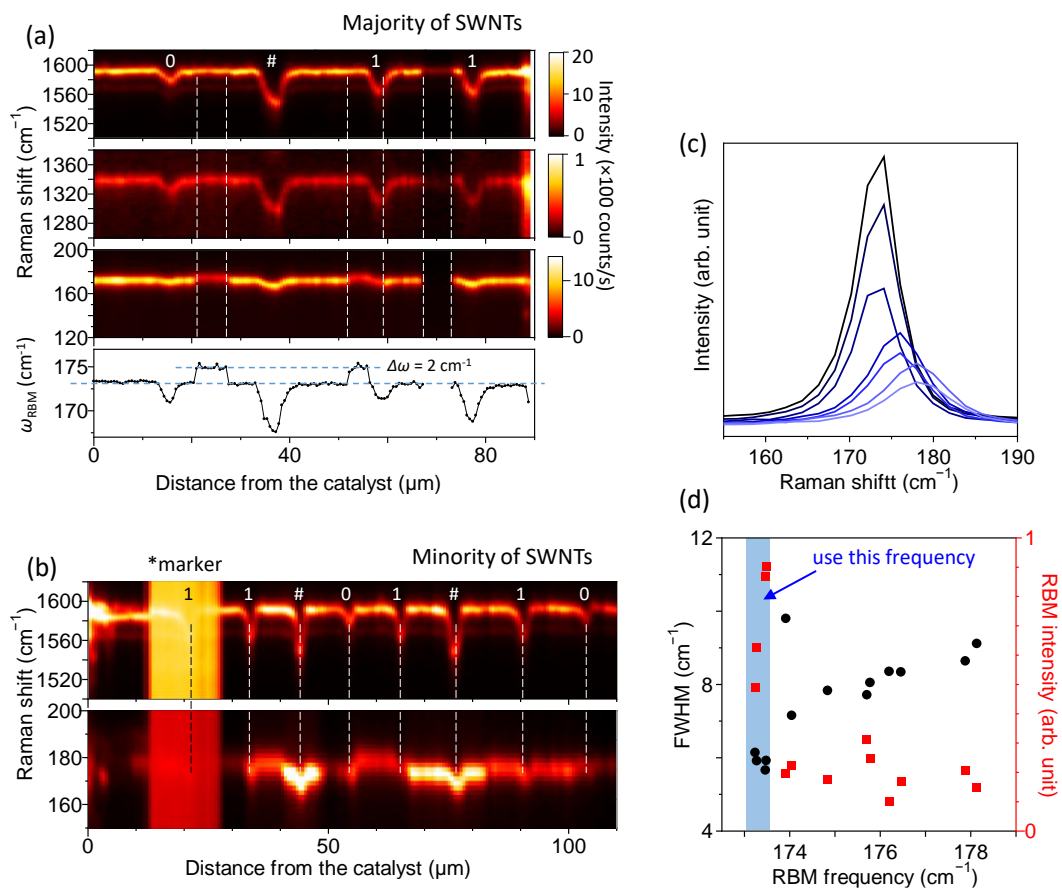 (a)
Majority of SWNTs
0 # 1 1
1600
1560
1520
20
10
0
1360
1320
1280
1
0
200
160
120
10
0
Raman shift (cm⁻¹)
Intensity (×100 counts/s)
175
170
ωRBM (cm⁻¹)
Δω = 2 cm⁻¹
0 40 80
Distance from the catalyst (μm)
(b)
*marker
Minority of SWNTs
1 1 # 0 1 # 1 0
1600
1560
1520
200
180
160
Raman shift (cm⁻¹)
0 50 100
Distance from the catalyst (μm)
(c)
Intensity (arb. unit)
160 170 180 190
Raman shiftt (cm⁻¹)
(d)
use this frequency
12
8
4
FWHM (cm⁻¹)
1
0
RBM intensity (arb. unit)
174 176 178
RBM frequency (cm⁻¹)